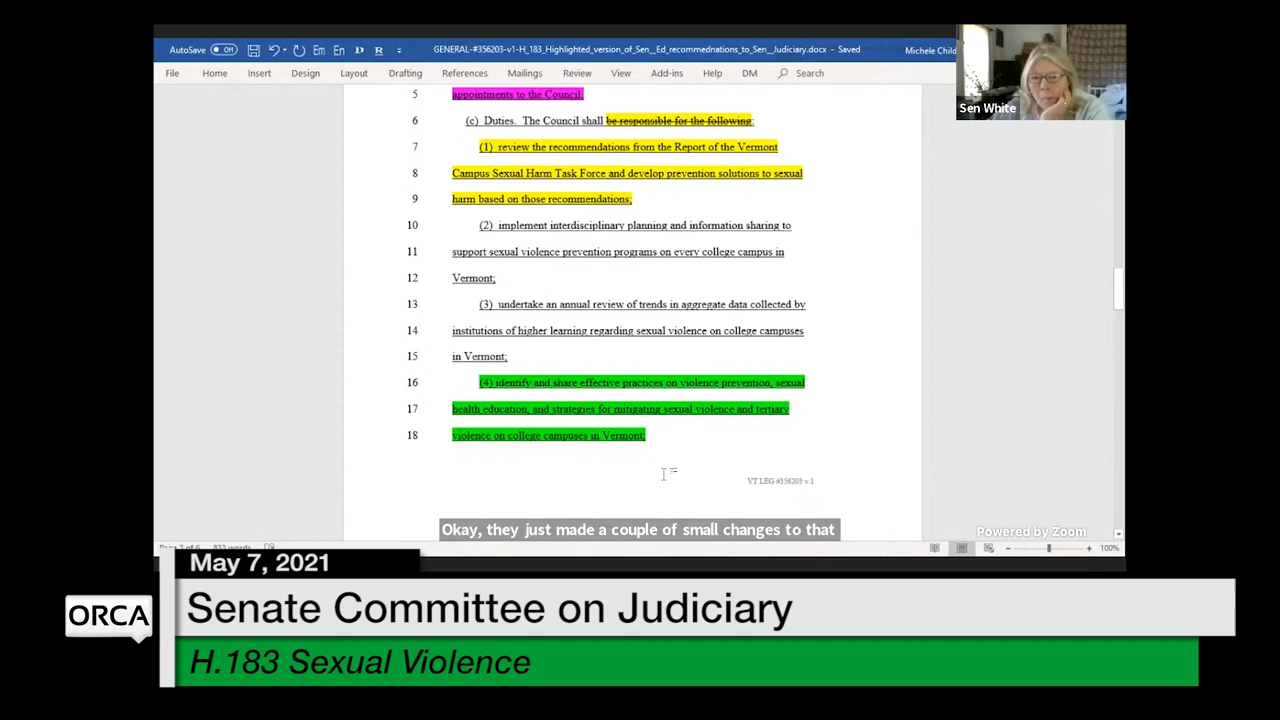 AutoSave Off
GENERAL-#356203-v1-H_183_Highlighted_version_of_Sen__Ed_recommednations_to_Sen__Judiciary.docx - Saved
Michele Chil
File Home Insert Design Layout Drafting References Mailings Review View Add-ins Help DM Search
Sen White
5 appointments to the Council.
6 (c) Duties. The Council shall be responsible for the following:
7 (1) review the recommendations from the Report of the Vermont
8 Campus Sexual Harm Task Force and develop prevention solutions to sexual
9 harm based on those recommendations;
10 (2) implement interdisciplinary planning and information sharing to
11 support sexual violence prevention programs on every college campus in
12 Vermont;
13 (3) undertake an annual review of trends in aggregate data collected by
14 institutions of higher learning regarding sexual violence on college campuses
15 in Vermont;
16 (4) identify and share effective practices on violence prevention, sexual
17 health education, and strategies for mitigating sexual violence and tertiary
18 violence on college campuses in Vermont;
VT LEG #356203 v.1
Okay, they just made a couple of small changes to that
Powered by Zoom
100%
May 7, 2021
ORCA
Senate Committee on Judiciary
H.183 Sexual Violence